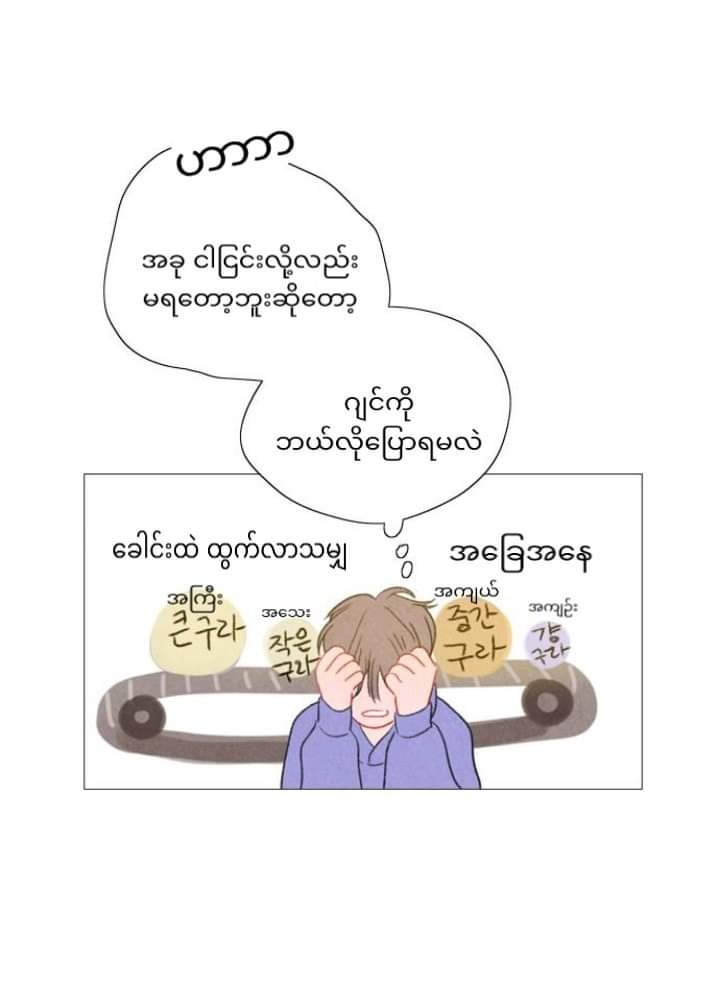 ဟာာာ
အခု ငါငြင်းလို့လည်း
မရတော့ဘူးဆိုတော့
ဂျင်ကို
ဘယ်လိုပြောရမလဲ
ခေါင်းထဲ ထွက်လာသမျှ
အခြေအနေ
အကြီး
큰구라
အသေး
작은
구라
အကျယ်
중간
구라
အကျဉ်း
걍
구라